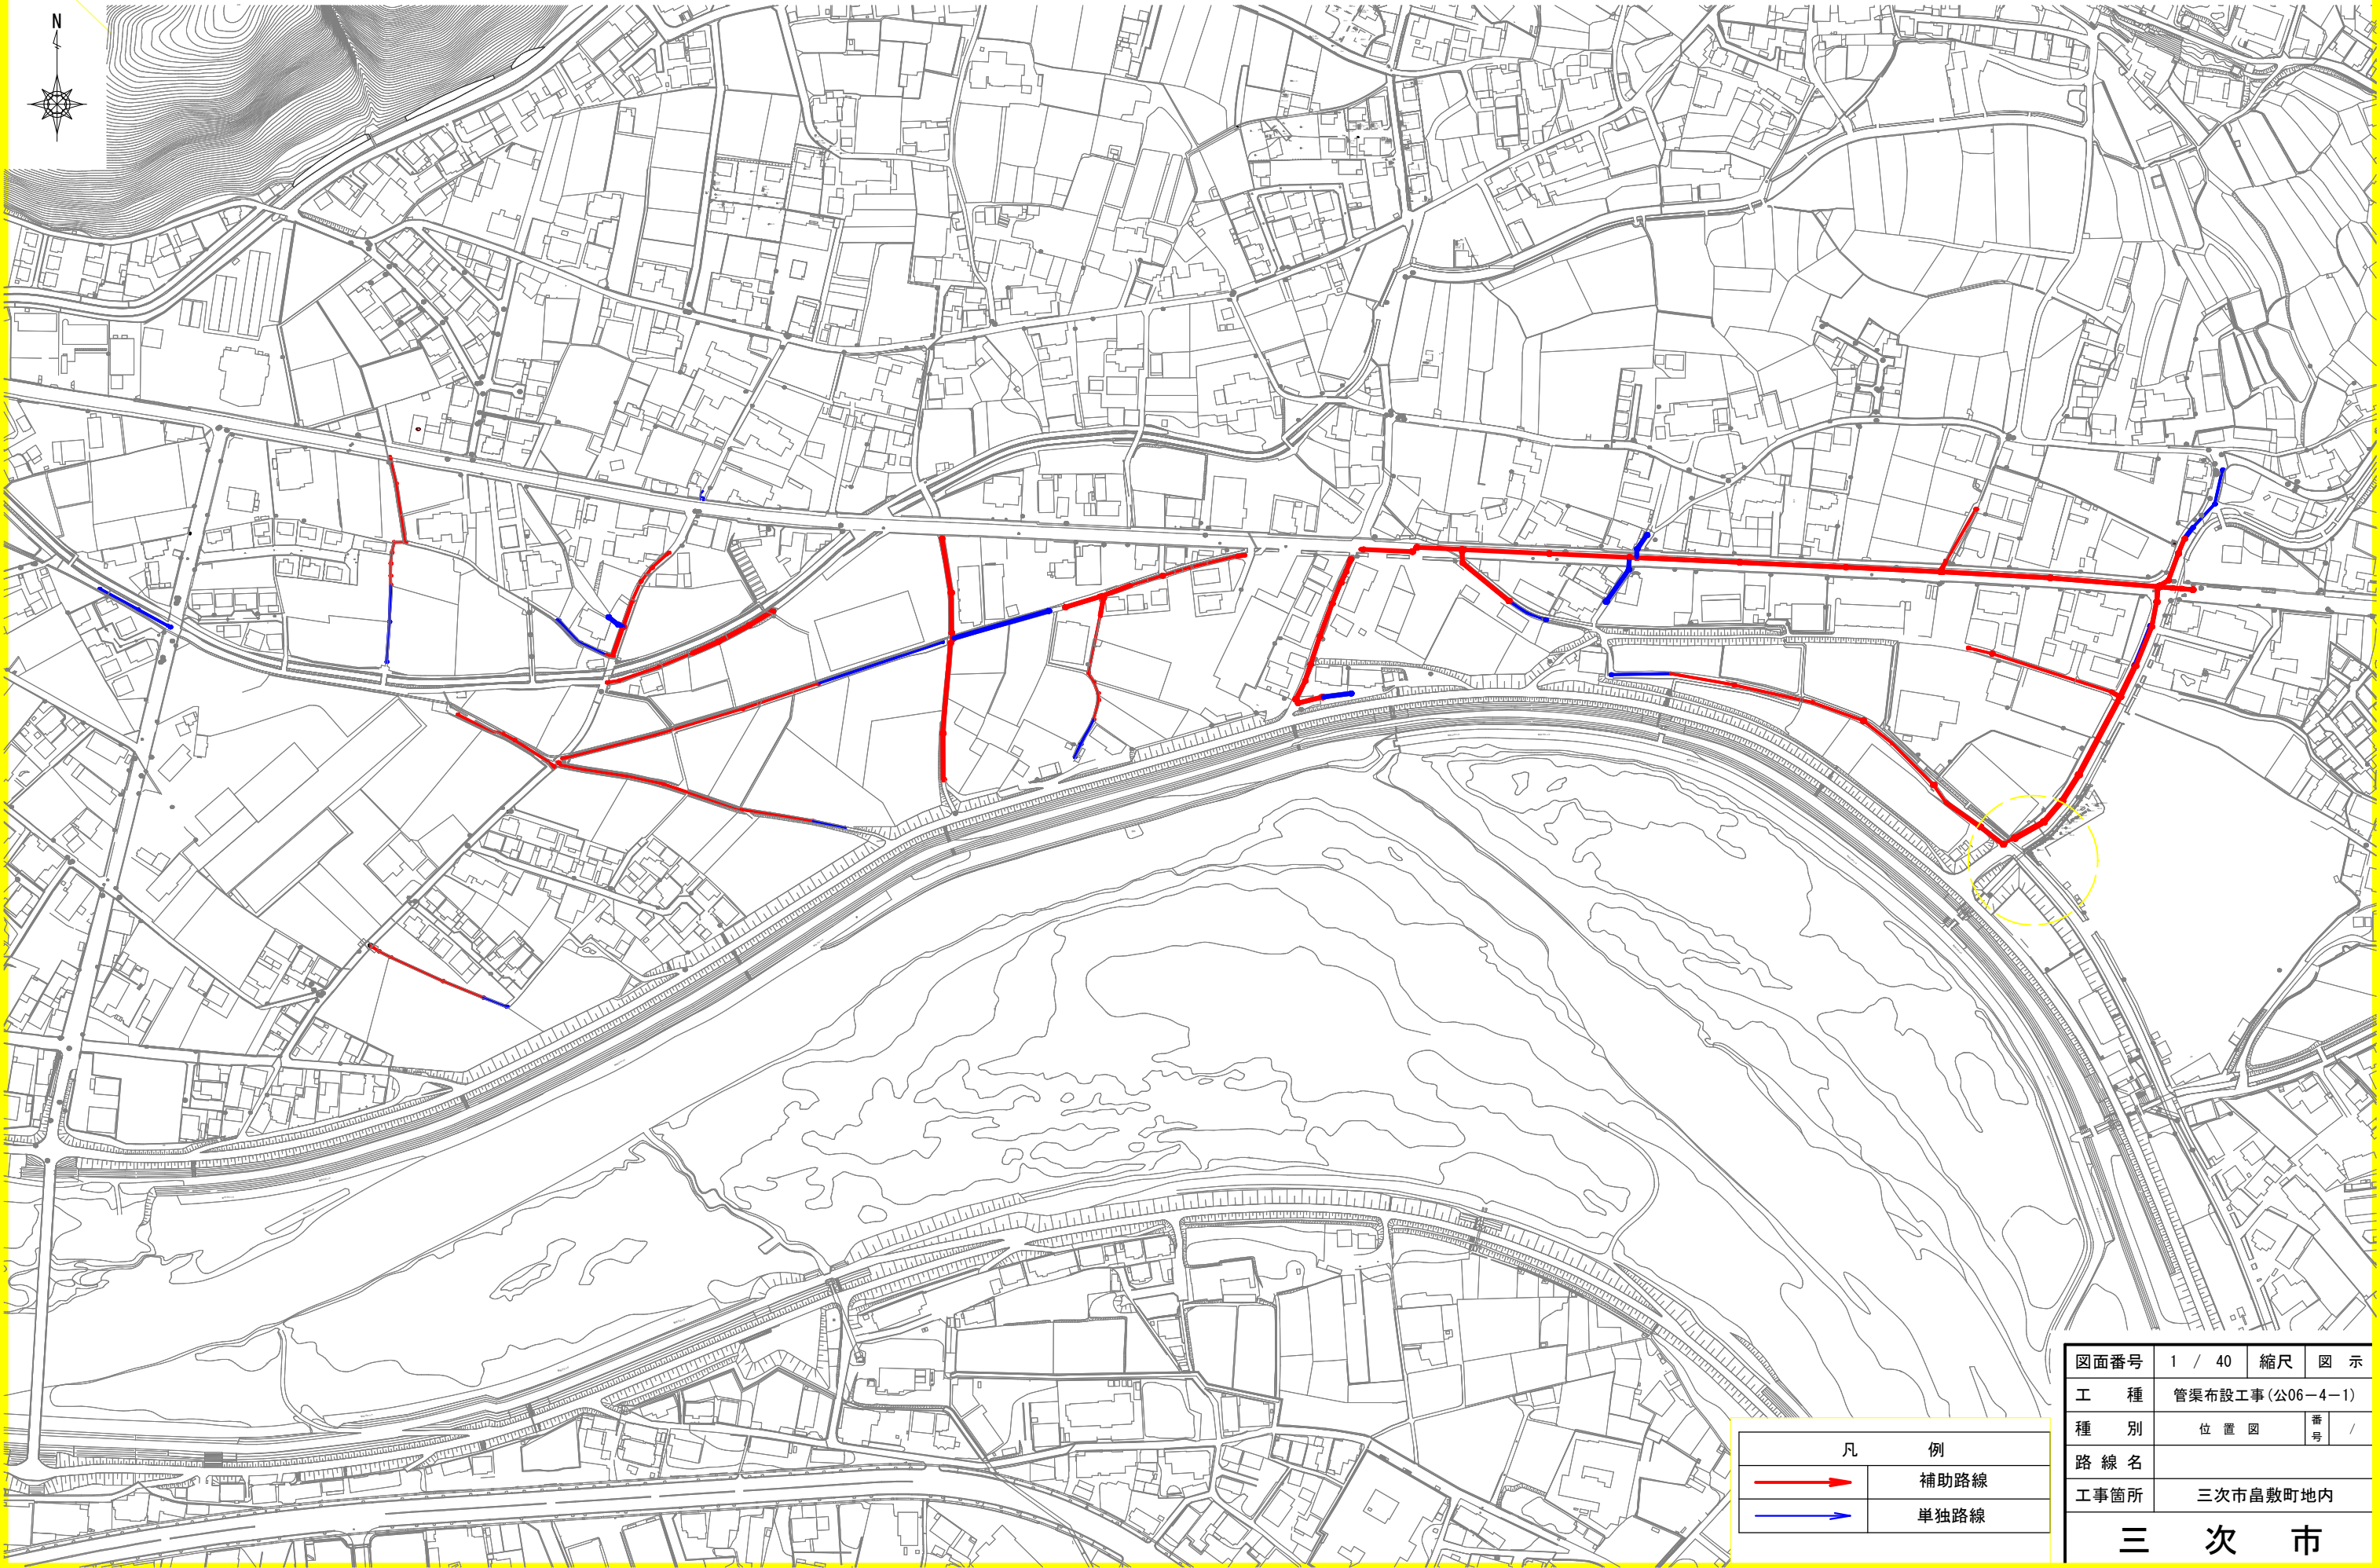 N
凡 例
補助路線
単独路線
図面番号 1 / 40 縮尺 図 示
工 種 管渠布設工事(公06-4-1)
種 別 位 置 図 番号 /
路 線 名
工事箇所 三次市畠敷町地内
三 次 市